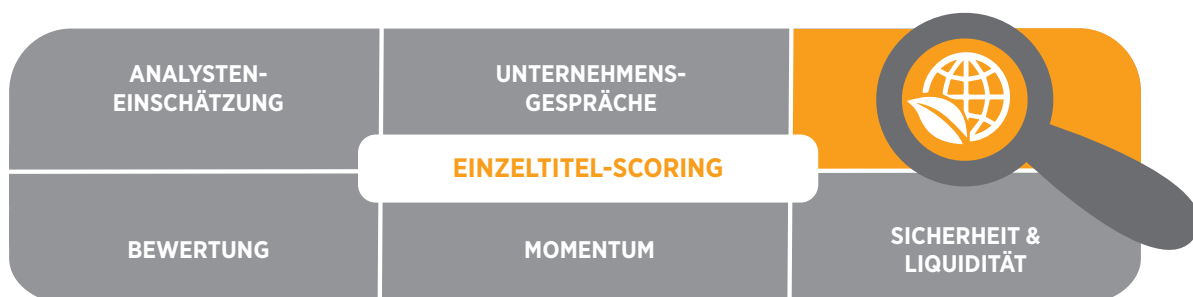 ANALYSTEN-
EINSCHÄTZUNG
UNTERNEHMENS-
GESPRÄCHE
EINZELTITEL-SCORING
BEWERTUNG
MOMENTUM
SICHERHEIT &
LIQUIDITÄT